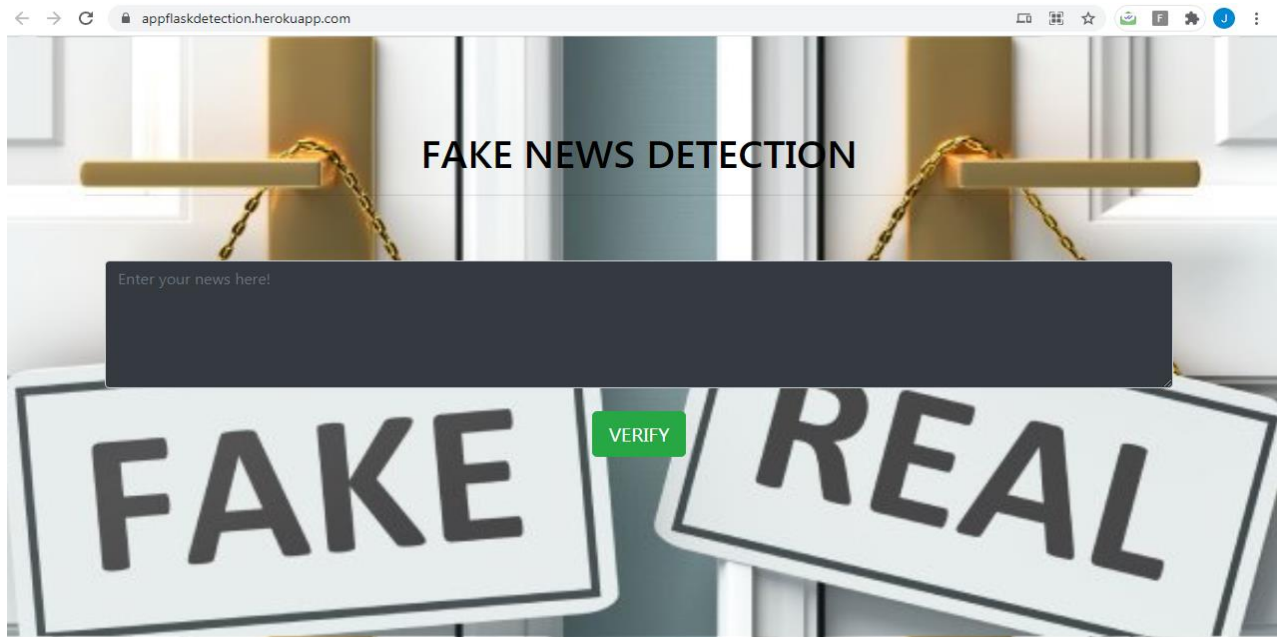 appflaskdetection.herokuapp.com
F
J
FAKE NEWS DETECTION
Enter your news here!
VERIFY
FAKE
REAL